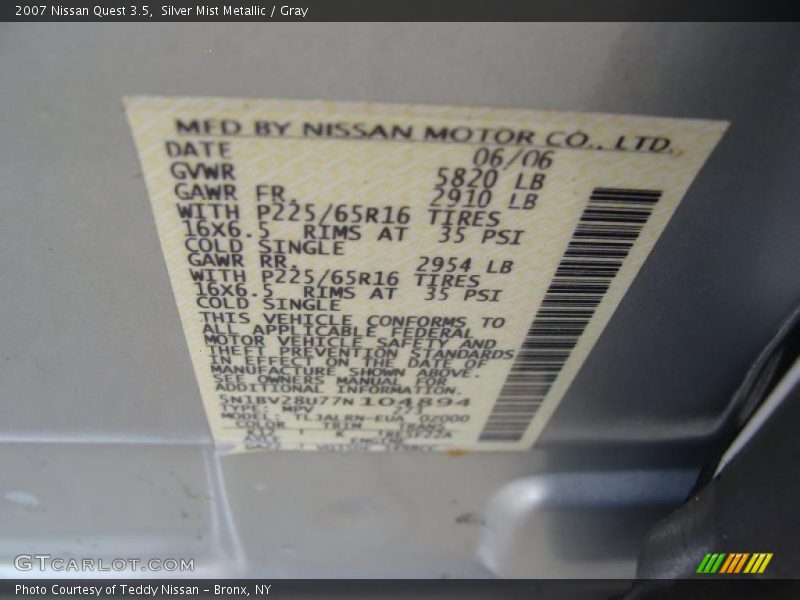 2007 Nissan Quest 3.5,  Silver Mist Metallic / Gray
MFD BY NISSAN MOTOR CO., LTD.
DATE 06/06
GVWR 5820 LB
GAWR FR. 2910 LB
WITH P225/65R16 TIRES
16X6.5 RIMS AT 35 PSI
COLD SINGLE
GAWR RR. 2954 LB
WITH P225/65R16 TIRES
16X6.5 RIMS AT 35 PSI
COLD SINGLE
THIS VEHICLE CONFORMS TO
ALL APPLICABLE FEDERAL
MOTOR VEHICLE SAFETY AND
THEFT PREVENTION STANDARDS
IN EFFECT ON THE DATE OF
MANUFACTURE SHOWN ABOVE.
SEE OWNERS MANUAL FOR
ADDITIONAL INFORMATION.
5N1BV28U77N104894
TYPE: MPV
MODEL: TLJALRN-EUA
COLOR TRIM TRANS
K
ENGINE
GTCARLOT.COM
Photo Courtesy of Teddy Nissan – Bronx, NY